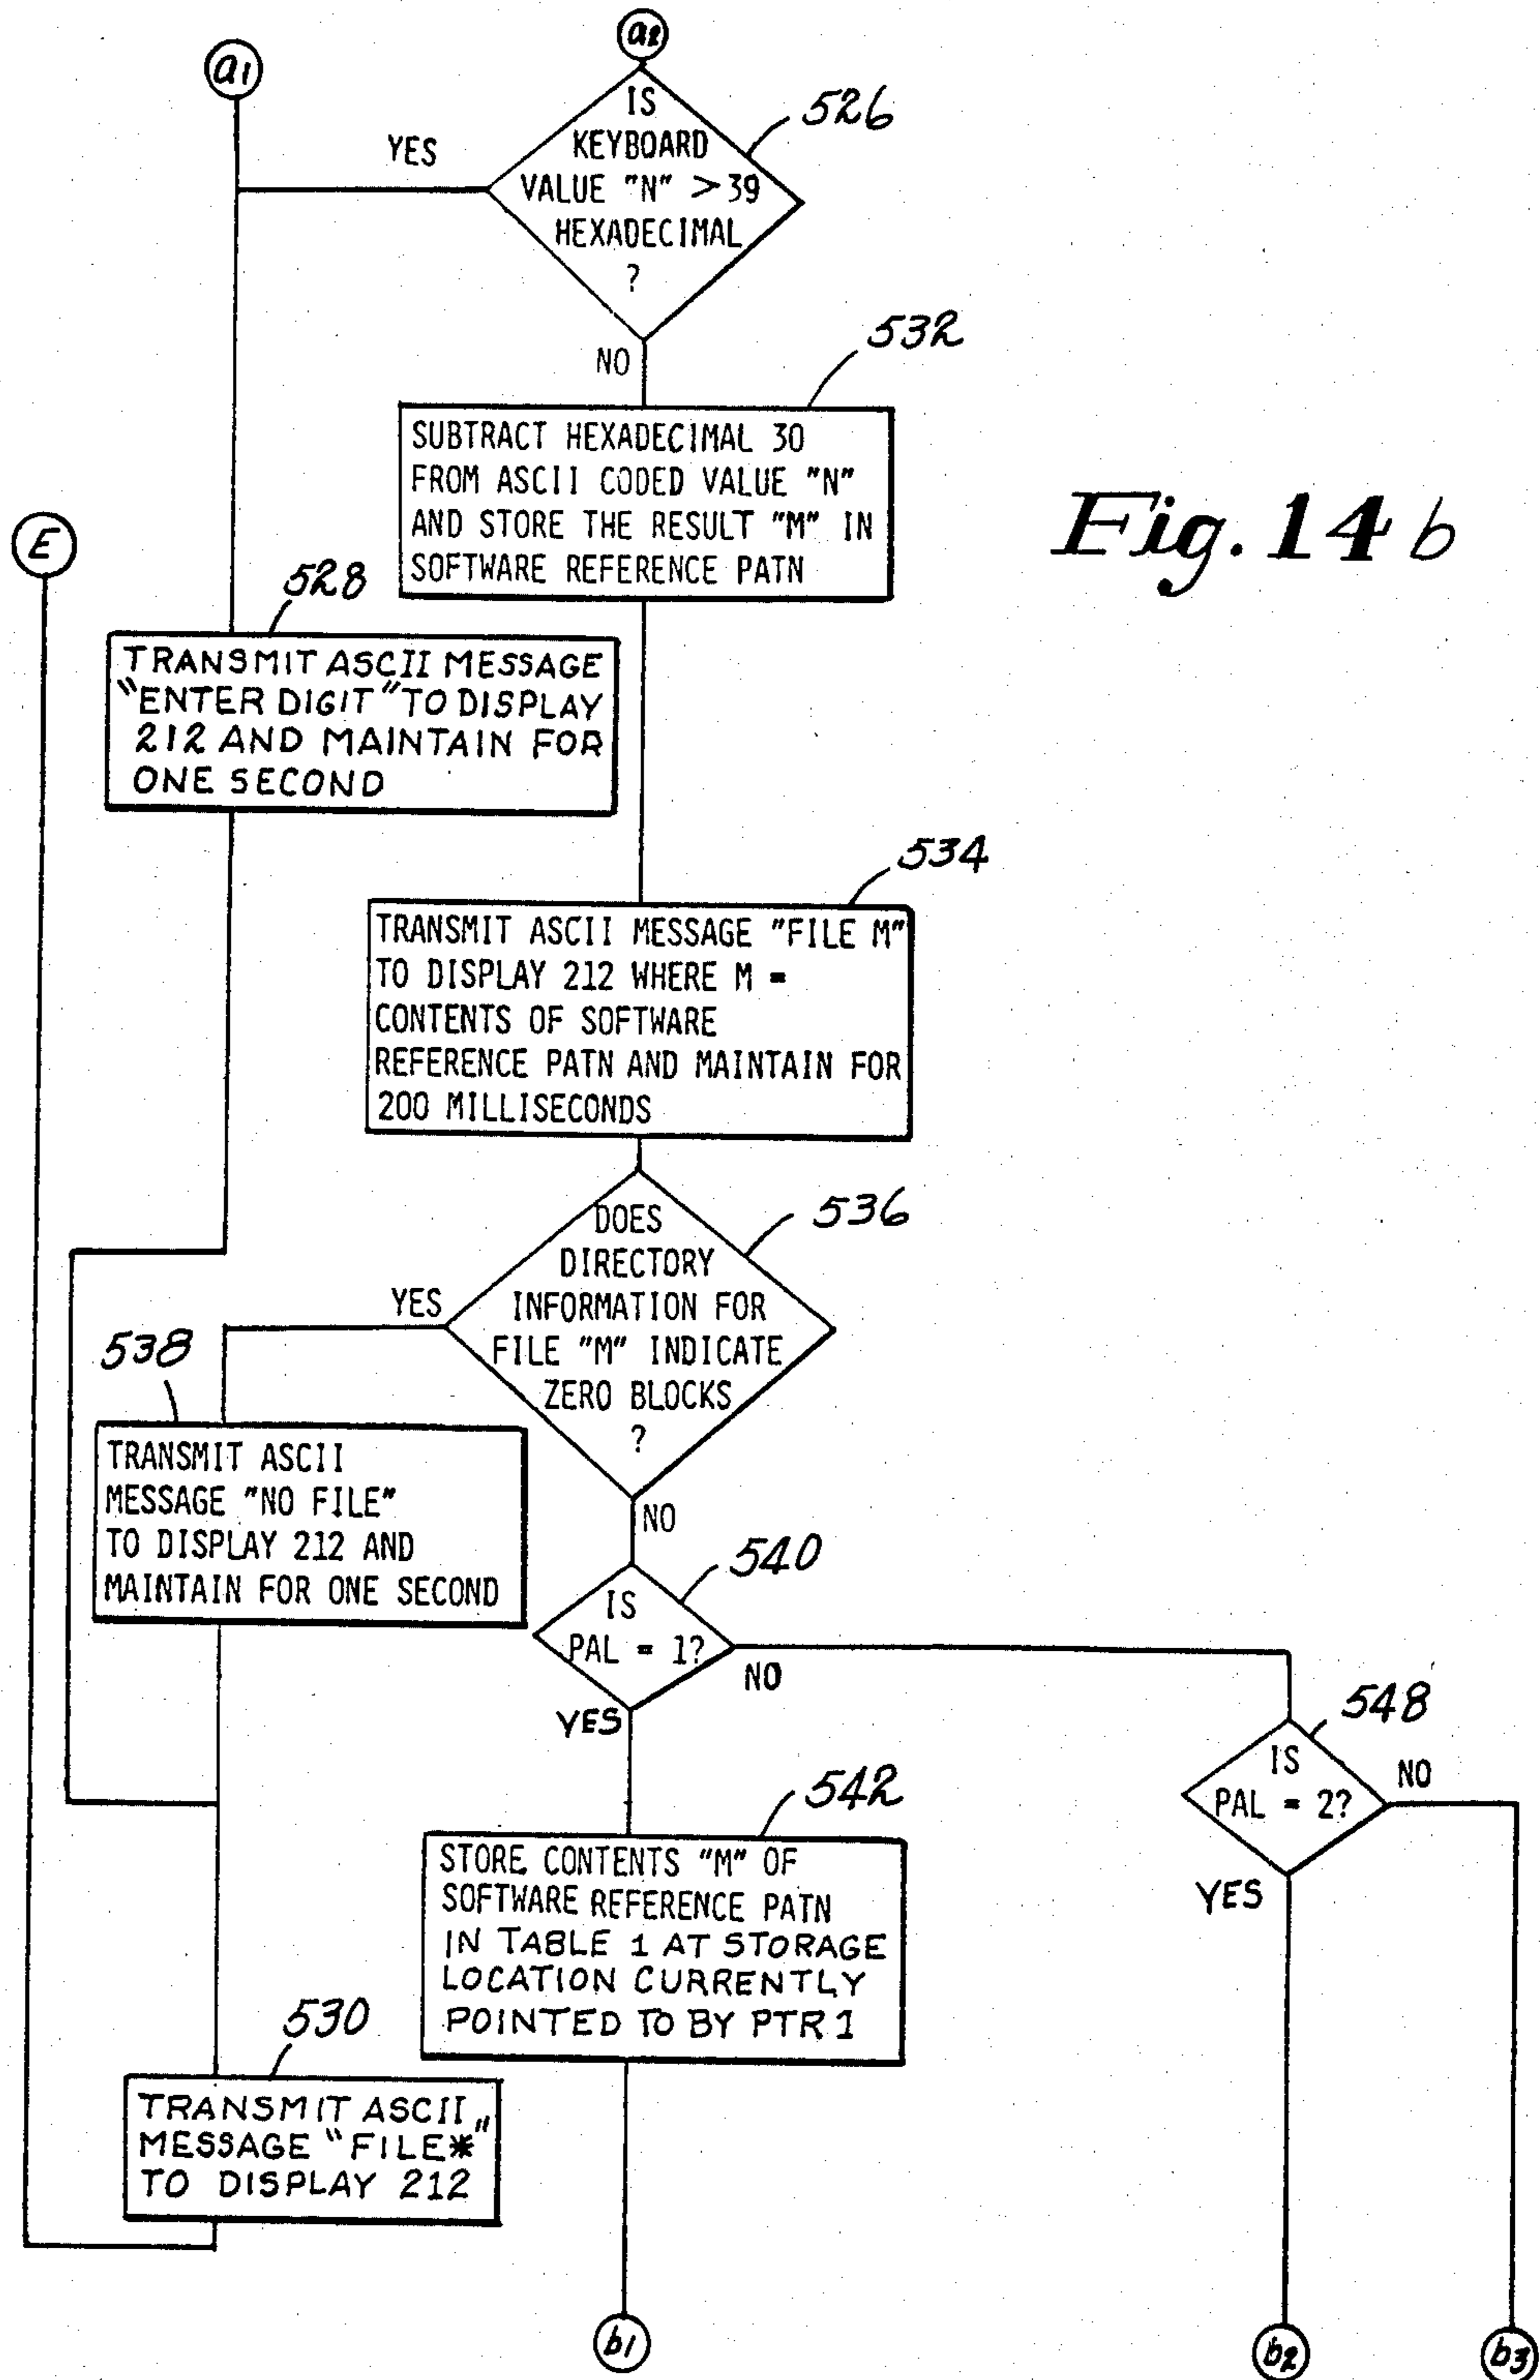 a1
a2
IS
KEYBOARD
VALUE "N" >39
HEXADECIMAL
?
526
YES
NO
532
SUBTRACT HEXADECIMAL 30
FROM ASCII CODED VALUE "N"
AND STORE THE RESULT "M" IN
SOFTWARE REFERENCE PATN
Fig. 14 b
E
528
TRANSMIT ASCII MESSAGE
"ENTER DIGIT" TO DISPLAY
212 AND MAINTAIN FOR
ONE SECOND
534
TRANSMIT ASCII MESSAGE "FILE M"
TO DISPLAY 212 WHERE M =
CONTENTS OF SOFTWARE
REFERENCE PATN AND MAINTAIN FOR
200 MILLISECONDS
536
DOES
DIRECTORY
INFORMATION FOR
FILE "M" INDICATE
ZERO BLOCKS
?
YES
NO
538
TRANSMIT ASCII
MESSAGE "NO FILE"
TO DISPLAY 212 AND
MAINTAIN FOR ONE SECOND
540
IS
PAL = 1?
NO
YES
548
IS
PAL = 2?
NO
YES
542
STORE CONTENTS "M" OF
SOFTWARE REFERENCE PATN
IN TABLE 1 AT STORAGE
LOCATION CURRENTLY
POINTED TO BY PTR 1
530
TRANSMIT ASCII
MESSAGE "FILE*"
TO DISPLAY 212
b1
b2
b3